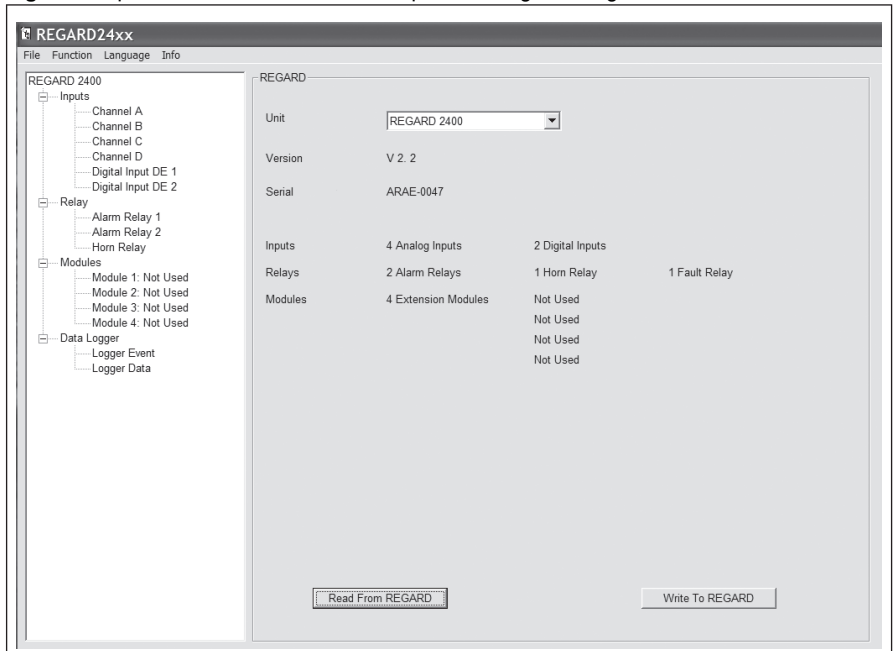 REGARD24xx
File Function Language Info
REGARD 2400
Inputs
Channel A
Channel B
Channel C
Channel D
Digital Input DE 1
Digital Input DE 2
Relay
Alarm Relay 1
Alarm Relay 2
Horn Relay
Modules
Module 1: Not Used
Module 2: Not Used
Module 3: Not Used
Module 4: Not Used
Data Logger
Logger Event
Logger Data
REGARD
Unit REGARD 2400
Version V 2. 2
Serial ARAE-0047
Inputs 4 Analog Inputs 2 Digital Inputs
Relays 2 Alarm Relays 1 Horn Relay 1 Fault Relay
Modules 4 Extension Modules Not Used
Not Used
Not Used
Not Used
Read From REGARD Write To REGARD